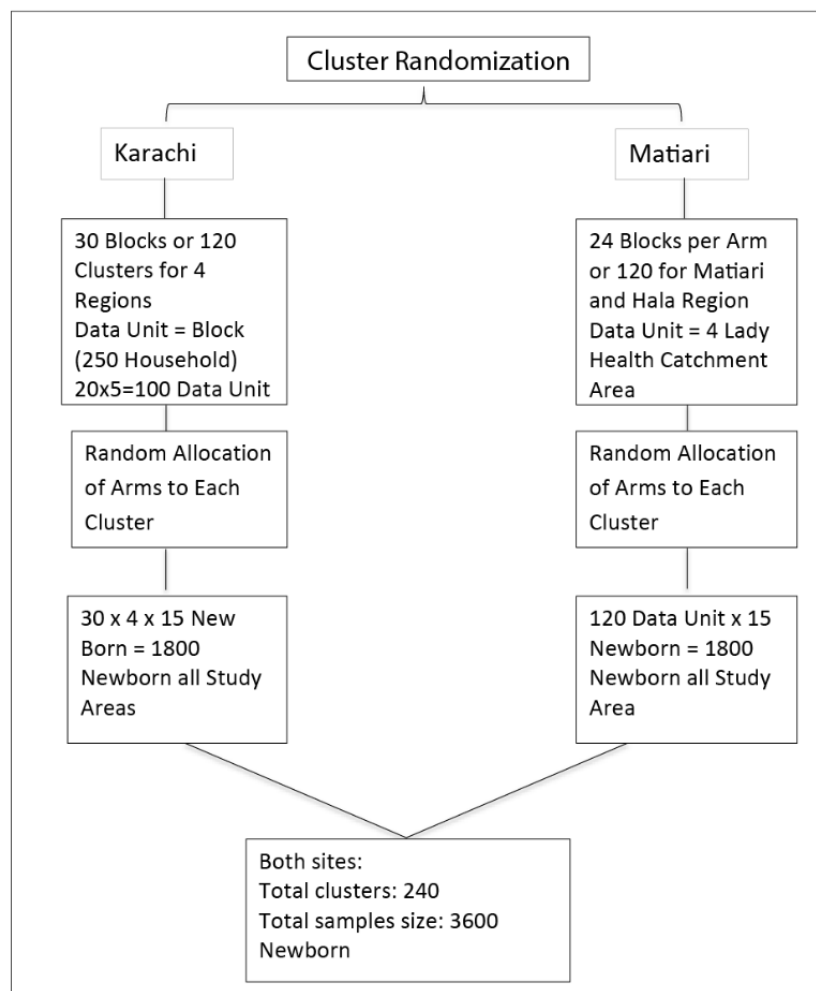 Cluster Randomization
Karachi
Matiari
30 Blocks or 120
Clusters for 4
Regions
Data Unit = Block
(250 Household)
20x5=100 Data Unit
24 Blocks per Arm
or 120 for Matiari
and Hala Region
Data Unit = 4 Lady
Health Catchment
Area
Random Allocation
of Arms to Each
Cluster
Random Allocation
of Arms to Each
Cluster
30 x 4 x 15 New
Born = 1800
Newborn all Study
Areas
120 Data Unit x 15
Newborn = 1800
Newborn all Study
Area
Both sites:
Total clusters: 240
Total samples size: 3600
Newborn